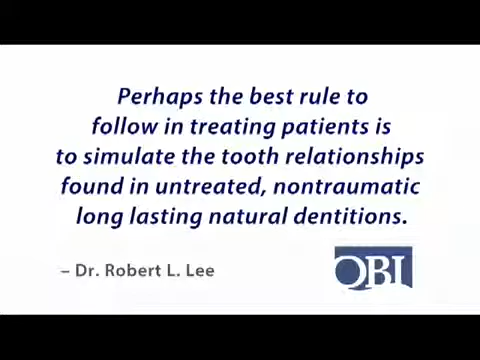 Perhaps the best rule to
follow in treating patients is
to simulate the tooth relationships
found in untreated, nontraumatic
long lasting natural dentitions.
– Dr. Robert L. Lee
OBI